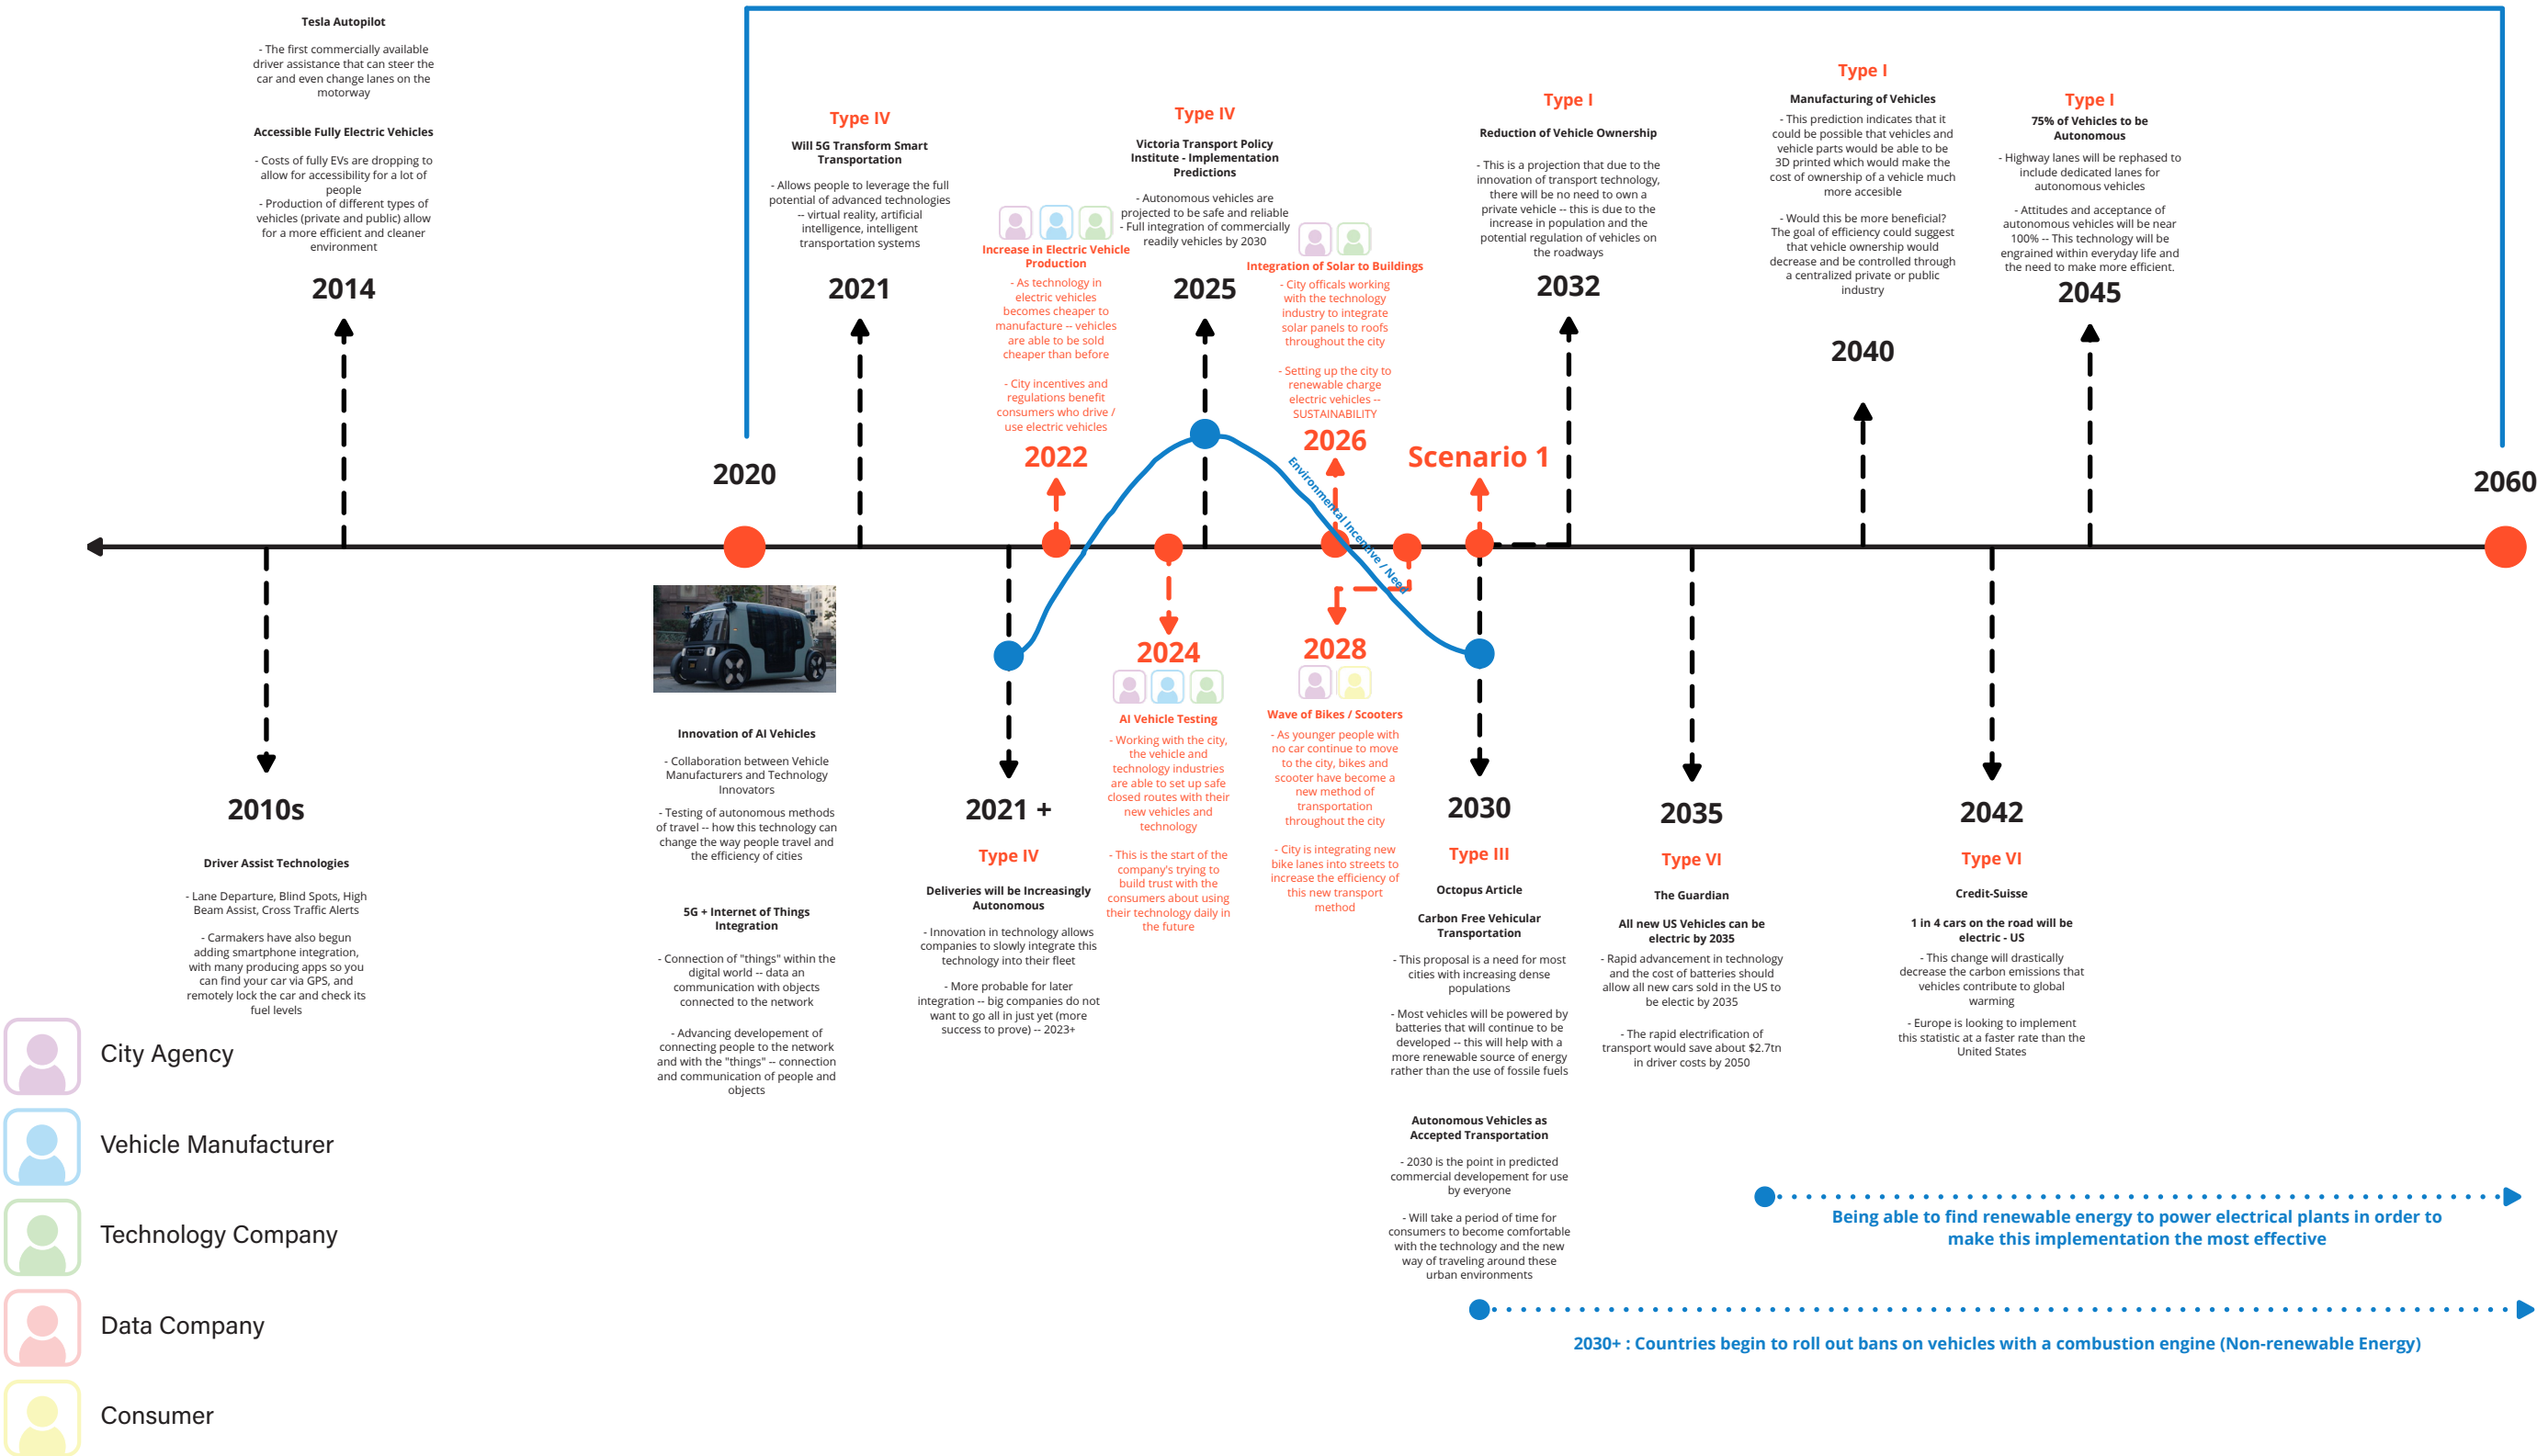 Tesla Autopilot
- The first commercially available
driver assistance that can steer the
car and even change lanes on the
motorway
Accessible Fully Electric Vehicles
- Costs of fully EVs are dropping to
allow for accessibility for a lot of
people
- Production of different types of
vehicles (private and public) allow
for a more efficient and cleaner
environment
2014
Type IV
Will 5G Transform Smart
Transportation
- Allows people to leverage the full
potential of advanced technologies
-- virtual reality, artificial
intelligence, intelligent
transportation systems
2021
Increase in Electric Vehicle
Production
- As technology in
electric vehicles
becomes cheaper to
manufacture -- vehicles
are able to be sold
cheaper than before
- City incentives and
regulations benefit
consumers who drive /
use electric vehicles
2022
Type IV
Victoria Transport Policy
Institute - Implementation
Predictions
- Autonomous vehicles are
projected to be safe and reliable
- Full integration of commercially
readily vehicles by 2030
2025
Integration of Solar to Buildings
- City officals working
with the technology
industry to integrate
solar panels to roofs
throughout the city
- Setting up the city to
renewable charge
electric vehicles --
SUSTAINABILITY
2026
Scenario 1
Type I
Reduction of Vehicle Ownership
- This is a projection that due to the
innovation of transport technology,
there will be no need to own a
private vehicle -- this is due to the
increase in population and the
potential regulation of vehicles on
the roadways
2032
Type I
Manufacturing of Vehicles
- This prediction indicates that it
could be possible that vehicles and
vehicle parts would be able to be
3D printed which would make the
cost of ownership of a vehicle much
more accesible
- Would this be more beneficial?
The goal of efficiency could suggest
that vehicle ownership would
decrease and be controlled through
a centralized private or public
industry
2040
Type I
75% of Vehicles to be
Autonomous
- Highway lanes will be rephased to
include dedicated lanes for
autonomous vehicles
- Attitudes and acceptance of
autonomous vehicles will be near
100% -- This technology will be
engrained within everyday life and
the need to make more efficient.
2045
2020
2060
Environmental Incentive / Need
2010s
Driver Assist Technologies
- Lane Departure, Blind Spots, High
Beam Assist, Cross Traffic Alerts
- Carmakers have also begun
adding smartphone integration,
with many producing apps so you
can find your car via GPS, and
remotely lock the car and check its
fuel levels
Innovation of AI Vehicles
- Collaboration between Vehicle
Manufacturers and Technology
Innovators
- Testing of autonomous methods
of travel -- how this technology can
change the way people travel and
the efficiency of cities
5G + Internet of Things
Integration
- Connection of "things" within the
digital world -- data an
communication with objects
connected to the network
- Advancing developement of
connecting people to the network
and with the "things" -- connection
and communication of people and
objects
2021 +
Type IV
Deliveries will be Increasingly
Autonomous
- Innovation in technology allows
companies to slowly integrate this
technology into their fleet
- More probable for later
integration -- big companies do not
want to go all in just yet (more
success to prove) -- 2023+
2024
AI Vehicle Testing
- Working with the city,
the vehicle and
technology industries
are able to set up safe
closed routes with their
new vehicles and
technology
- This is the start of the
company's trying to
build trust with the
consumers about using
their technology daily in
the future
2028
Wave of Bikes / Scooters
- As younger people with
no car continue to move
to the city, bikes and
scooter have become a
new method of
transportation
throughout the city
- City is integrating new
bike lanes into streets to
increase the efficiency of
this new transport
method
2030
Type III
Octopus Article
Carbon Free Vehicular
Transportation
- This proposal is a need for most
cities with increasing dense
populations
- Most vehicles will be powered by
batteries that will continue to be
developed -- this will help with a
more renewable source of energy
rather than the use of fossile fuels
Autonomous Vehicles as
Accepted Transportation
- 2030 is the point in predicted
commercial developement for use
by everyone
- Will take a period of time for
consumers to become comfortable
with the technology and the new
way of traveling around these
urban environments
2035
Type VI
The Guardian
All new US Vehicles can be
electric by 2035
- Rapid advancement in technology
and the cost of batteries should
allow all new cars sold in the US to
be electic by 2035
- The rapid electrification of
transport would save about $2.7tn
in driver costs by 2050
2042
Type VI
Credit-Suisse
1 in 4 cars on the road will be
electric - US
- This change will drastically
decrease the carbon emissions that
vehicles contribute to global
warming
- Europe is looking to implement
this statistic at a faster rate than the
United States
City Agency
Vehicle Manufacturer
Technology Company
Data Company
Consumer
Being able to find renewable energy to power electrical plants in order to
make this implementation the most effective
2030+ : Countries begin to roll out bans on vehicles with a combustion engine (Non-renewable Energy)